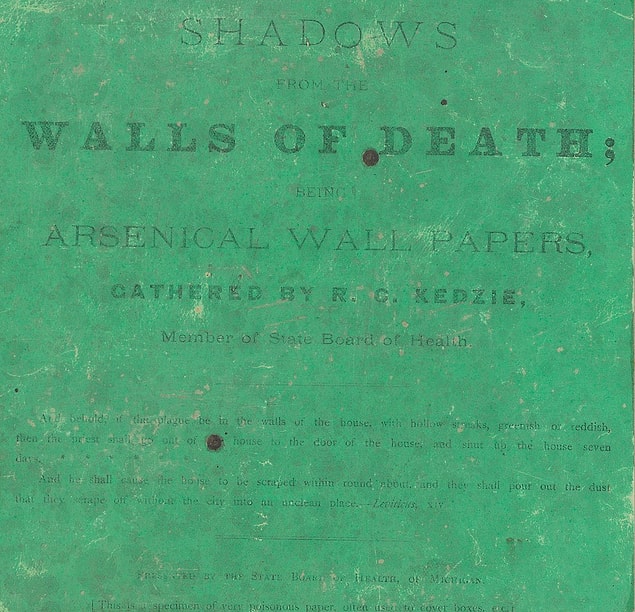 SHADOWS
FROM THE
WALLS OF DEATH;
BEING
ARSENICAL WALL PAPERS,
GATHERED BY R. C. KEDZIE,
Member of State Board of Health.
And behold, if the plague be in the walls of the house, with hollow streaks, greenish or reddish,
then the priest shall go out of house to the door of the house, and shut up the house seven
days.
And he shall cause the house to be scraped within round about, and they shall pour out the dust
that they scrape off without the city into an unclean place.—Leviticus, xiv.
PRESENTED BY THE STATE BOARD OF HEALTH, OF MICHIGAN.
[This is a specimen of very poisonous paper, often used to cover boxes, etc.]